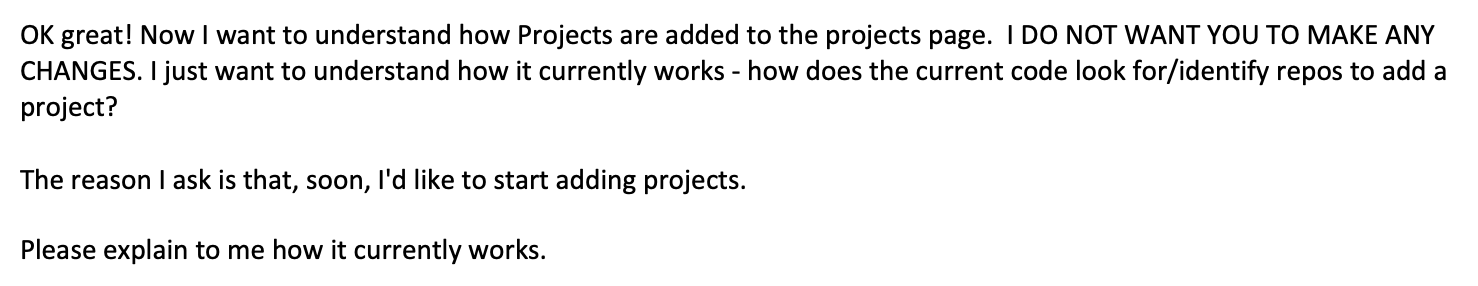 OK great! Now I want to understand how Projects are added to the projects page.  I DO NOT WANT YOU TO MAKE ANY
CHANGES. I just want to understand how it currently works - how does the current code look for/identify repos to add a
project?
The reason I ask is that, soon, I'd like to start adding projects.
Please explain to me how it currently works.